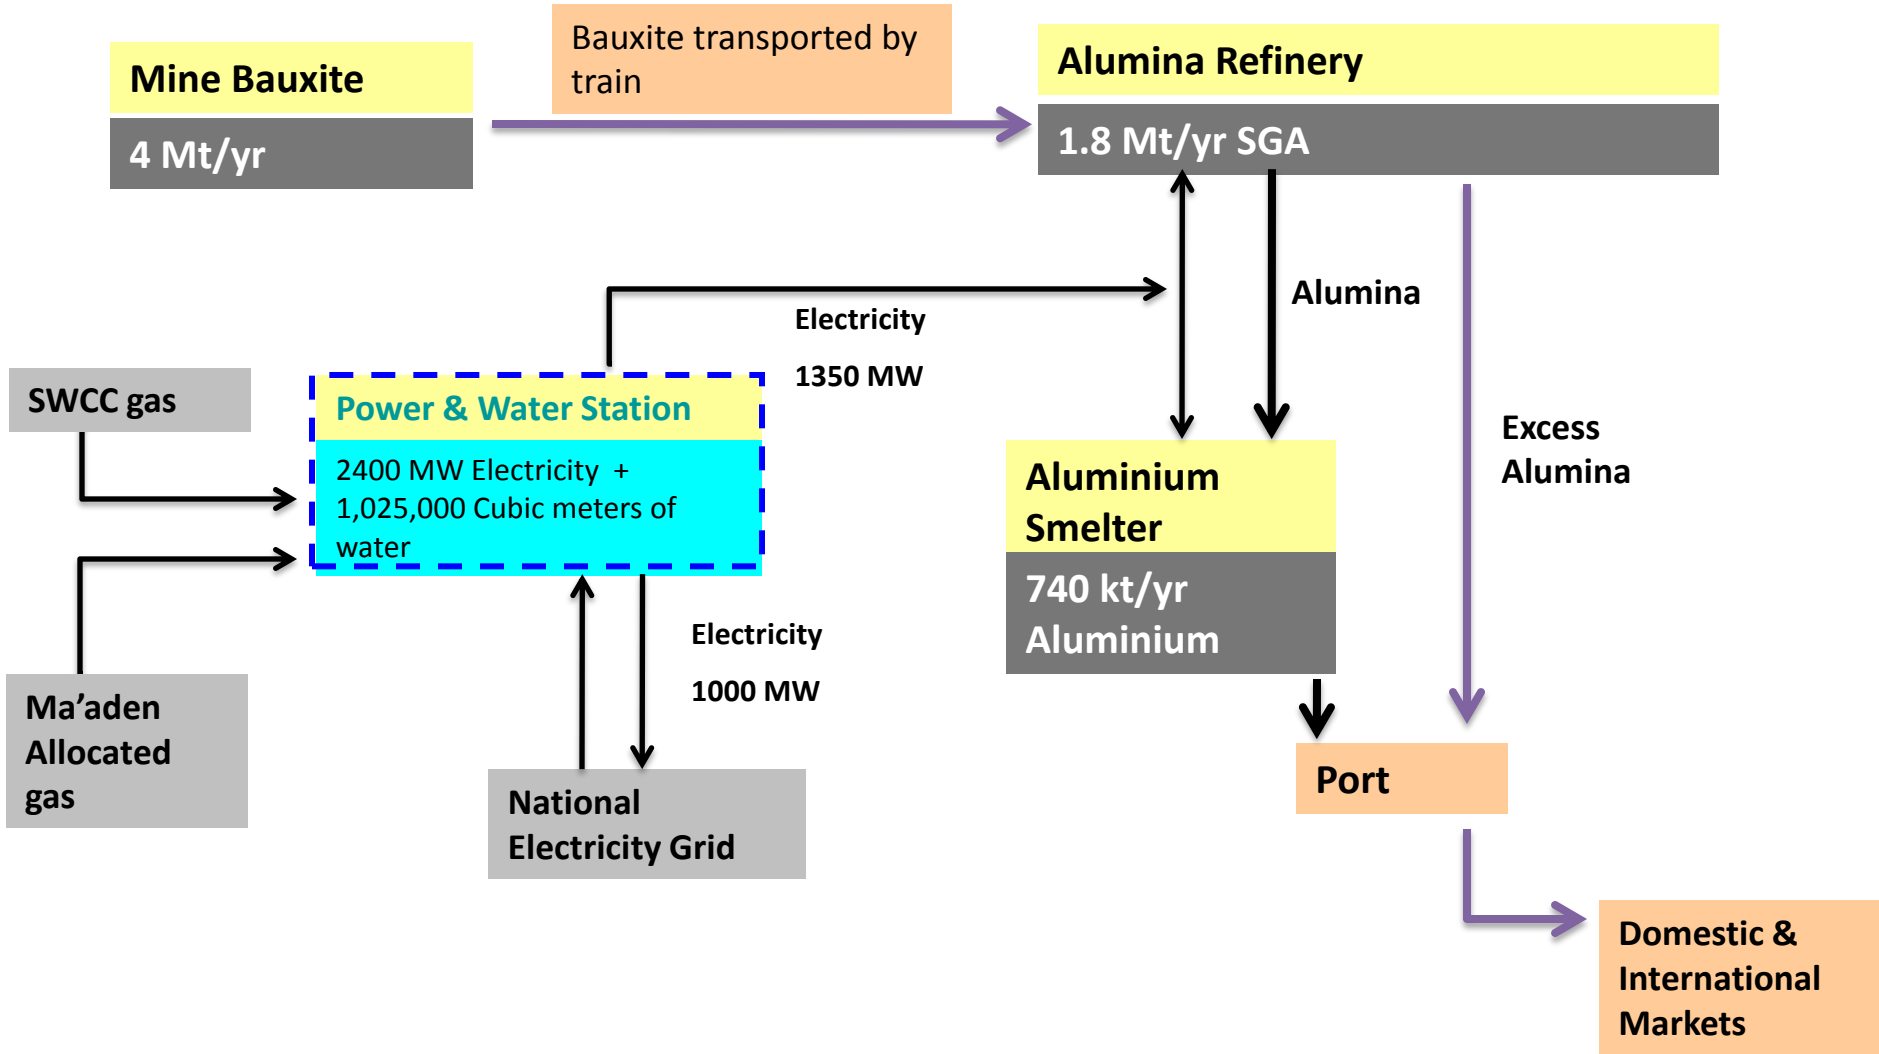 Bauxite transported by
train
Mine Bauxite
4 Mt/yr
Alumina Refinery
1.8 Mt/yr SGA
Electricity
1350 MW
Alumina
SWCC gas
Power & Water Station
2400 MW Electricity +
1,025,000 Cubic meters of
water
Excess
Alumina
Aluminium
Smelter
740 kt/yr
Aluminium
Electricity
1000 MW
Ma’aden
Allocated
gas
National
Electricity Grid
Port
Domestic &
International
Markets